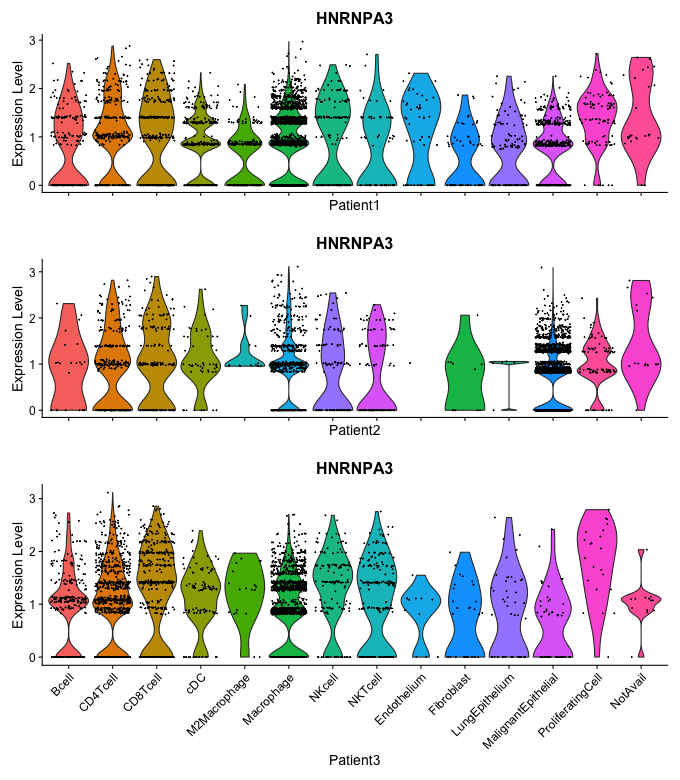 HNRNPA3
3
2
1
0
Expression Level
Patient1
HNRNPA3
3
2
1
0
Expression Level
Patient2
HNRNPA3
3
2
1
0
Expression Level
Bcell
CD4Tcell
CD8Tcell
cDC
M2Macrophage
Macrophage
NKcell
NKTcell
Endothelium
Fibroblast
LungEpithelium
MalignantEpithelial
ProliferatingCell
NotAvail
Patient3